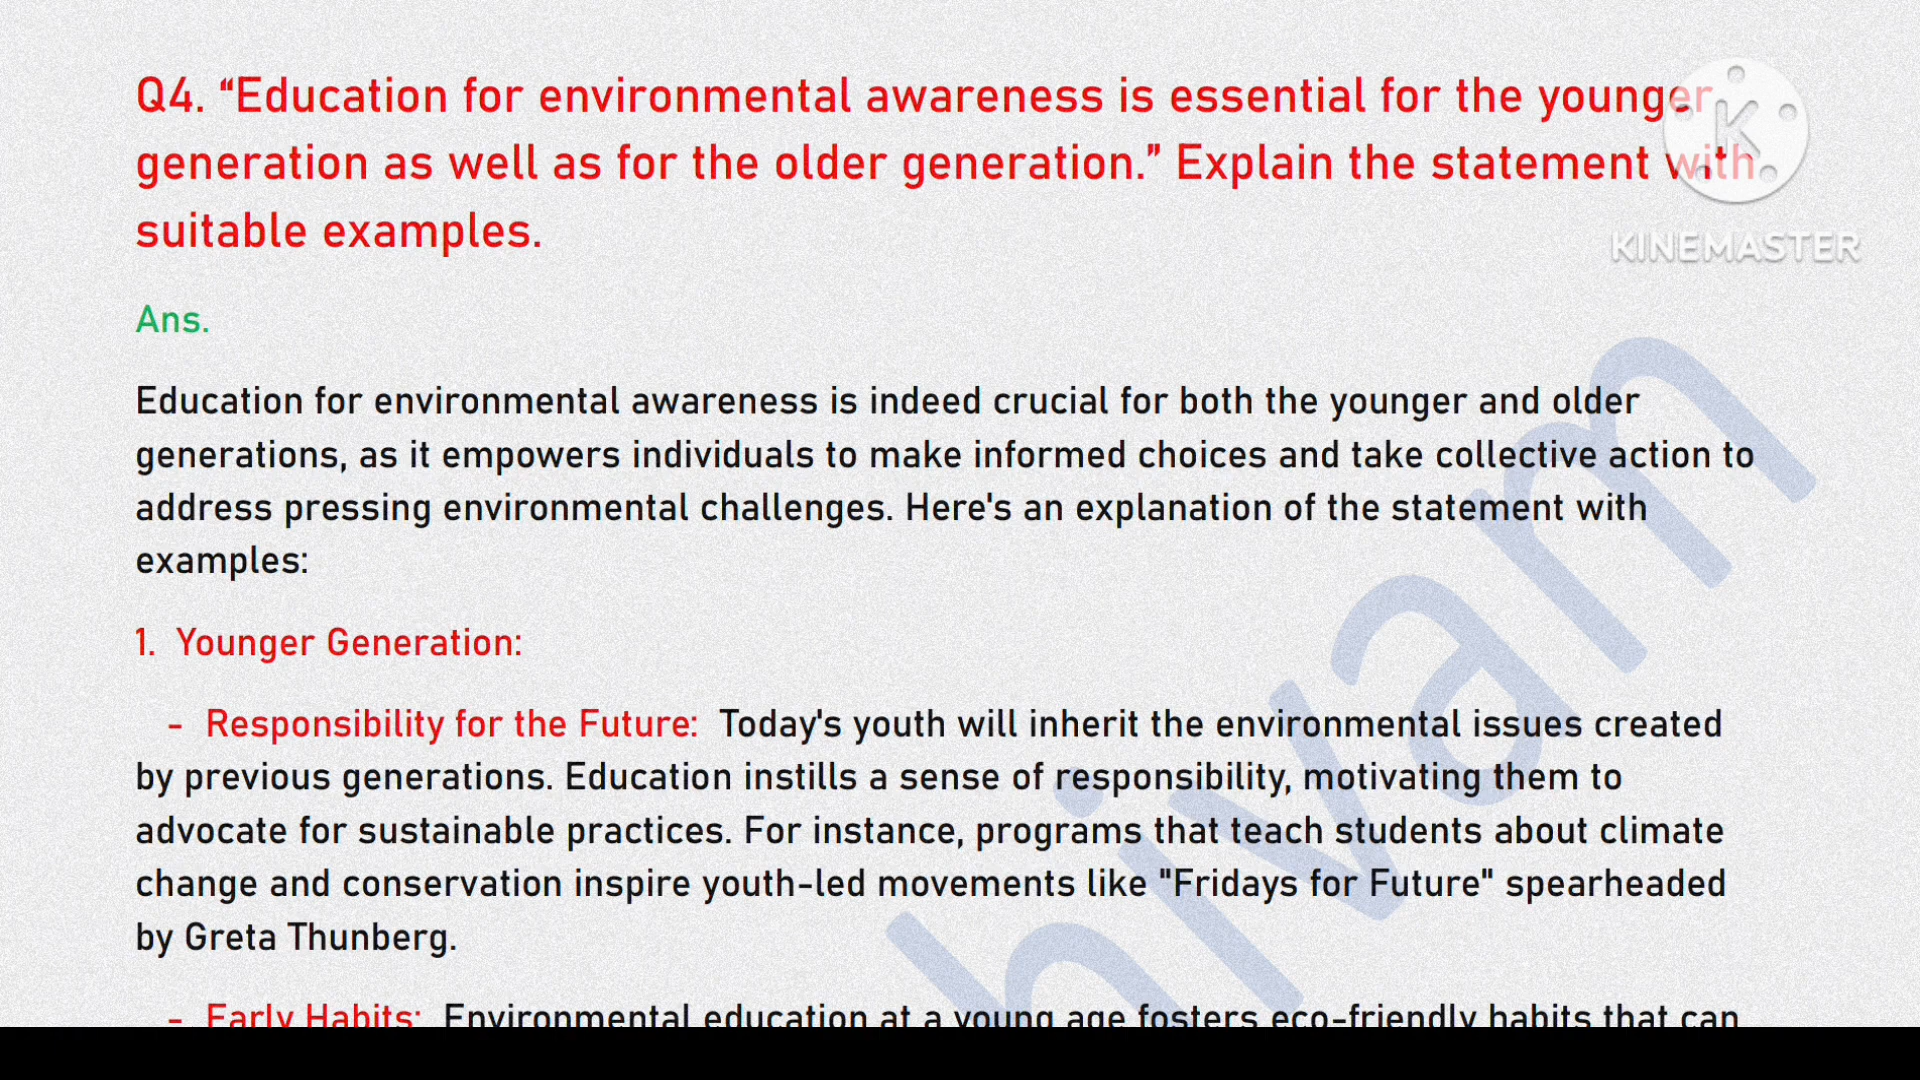 Q4. “Education for environmental awareness is essential for the younger
generation as well as for the older generation.” Explain the statement with
suitable examples.
KINEMASTER
Ans.
Education for environmental awareness is indeed crucial for both the younger and older
generations, as it empowers individuals to make informed choices and take collective action to
address pressing environmental challenges. Here's an explanation of the statement with
examples:
1. Younger Generation:
- Responsibility for the Future: Today's youth will inherit the environmental issues created
by previous generations. Education instills a sense of responsibility, motivating them to
advocate for sustainable practices. For instance, programs that teach students about climate
change and conservation inspire youth-led movements like "Fridays for Future" spearheaded
by Greta Thunberg.
- Early Habits: Environmental education at a young age fosters eco-friendly habits that can
hivam